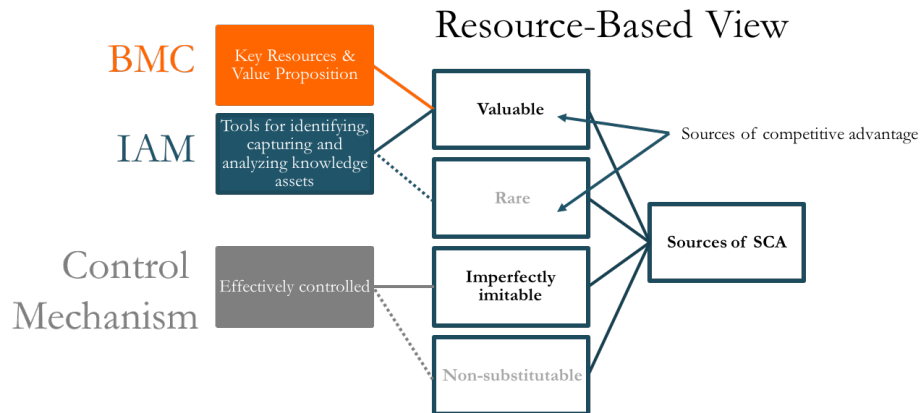 Resource-Based View
BMC
Key Resources &
Value Proposition
IAM
Tools for identifying,
capturing and
analyzing knowledge
assets
Control
Mechanism
Effectively controlled
Valuable
Rare
Imperfectly
imitable
Non-substitutable
Sources of competitive advantage
Sources of SCA